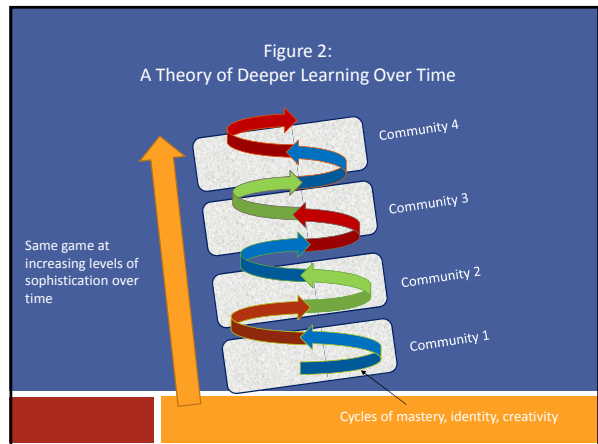 Figure 2:
A Theory of Deeper Learning Over Time
Community 4
Community 3
Same game at
increasing levels of
sophistication over
time
Community 2
Community 1
Cycles of mastery, identity, creativity